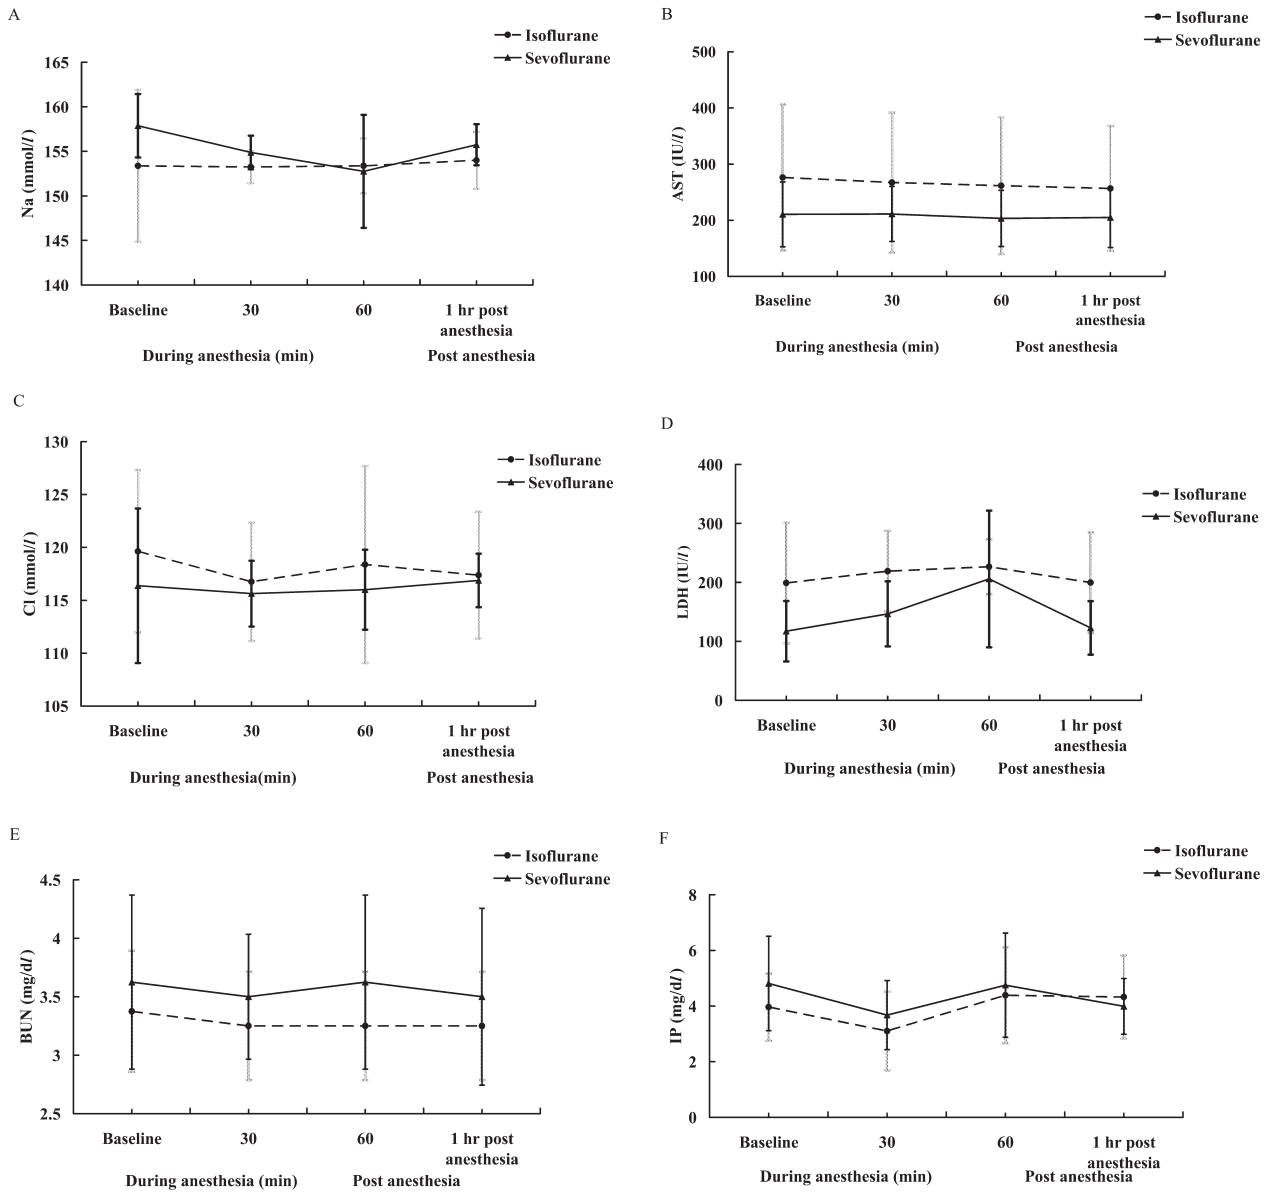 A
Isoflurane
Sevoflurane
165
160
155
150
145
140
Na (mmol/l)
Baseline 30 60 1 hr post
anesthesia
During anesthesia (min) Post anesthesia
B
Isoflurane
Sevoflurane
500
400
300
200
100
AST (IU/l)
Baseline 30 60 1 hr post
anesthesia
During anesthesia (min) Post anesthesia
C
Isoflurane
Sevoflurane
130
125
120
115
110
105
Cl (mmol/l)
Baseline 30 60 1 hr post
anesthesia
During anesthesia(min) Post anesthesia
D
Isoflurane
Sevoflurane
400
300
200
100
0
LDH (IU/l)
Baseline 30 60 1 hr post
anesthesia
During anesthesia (min) Post anesthesia
E
Isoflurane
Sevoflurane
4.5
4
3.5
3
2.5
BUN (mg/dl)
Baseline 30 60 1 hr post
anesthesia
During anesthesia (min) Post anesthesia
F
Isoflurane
Sevoflurane
8
6
4
2
0
IP (mg/dl)
Baseline 30 60 1 hr post
anesthesia
During anesthesia (min) Post anesthesia